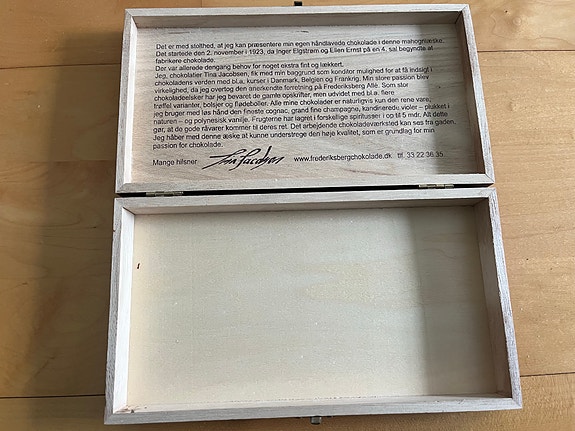 Det er med stolthed, at jeg kan præsentere min egen håndlavede chokolade i denne mahogniæske.
Det startede den 2. november i 1923, da Inger Elgstrøm og Ellen Ernst på en 4, sal begyndte at
fabrikere chokolade.
Der var allerede dengang behov for noget ekstra fint og lækkert.
Jeg, chokolatier Tina Jacobsen, fik med min baggrund som konditor mulighed for at få indsigt i
chokoladens verden med bl.a, kurser i Danmark, Belgien og Frankrig. Min store passion blev
virkelighed, da jeg overtog den anerkendte forretning på Frederiksberg Allé. Som stor
chokoladeelsker har jeg bevaret de gamle opskrifter, men udvidet med bl.a. flere
trøffel varianter, bolsjer og flødeboller. Alle mine chokolader er naturligvis kun den rene vare,
jeg bruger med løs hånd den fineste cognac, grand fine champagne, kandiserede violer – plukket i
naturen – og polynetisk vanilje. Frugterne har lagret i forskellige spiritusser i op til 5 mdr. Alt dette
gør, at de gode råvarer kommer til deres ret. Det arbejdende chokoladeværksted kan ses fra gaden.
Jeg håber med denne æske at kunne understrege den høje kvalitet, som er grundlag for min
passion for chokolade.
Mange hilsner Tina Jacobsen www.frederiksbergchokolade.dk tlf. 33 22 36 35